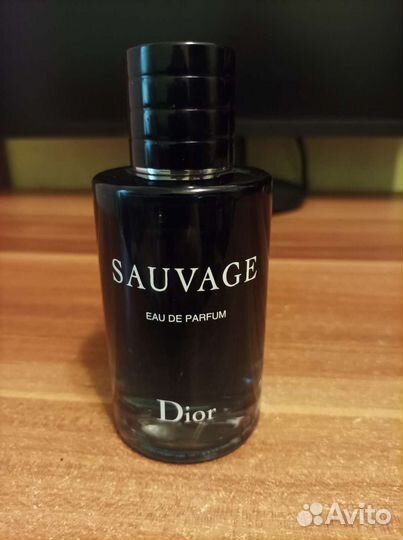 SAUVAGE
EAU DE PARFUM
Dior
Avito